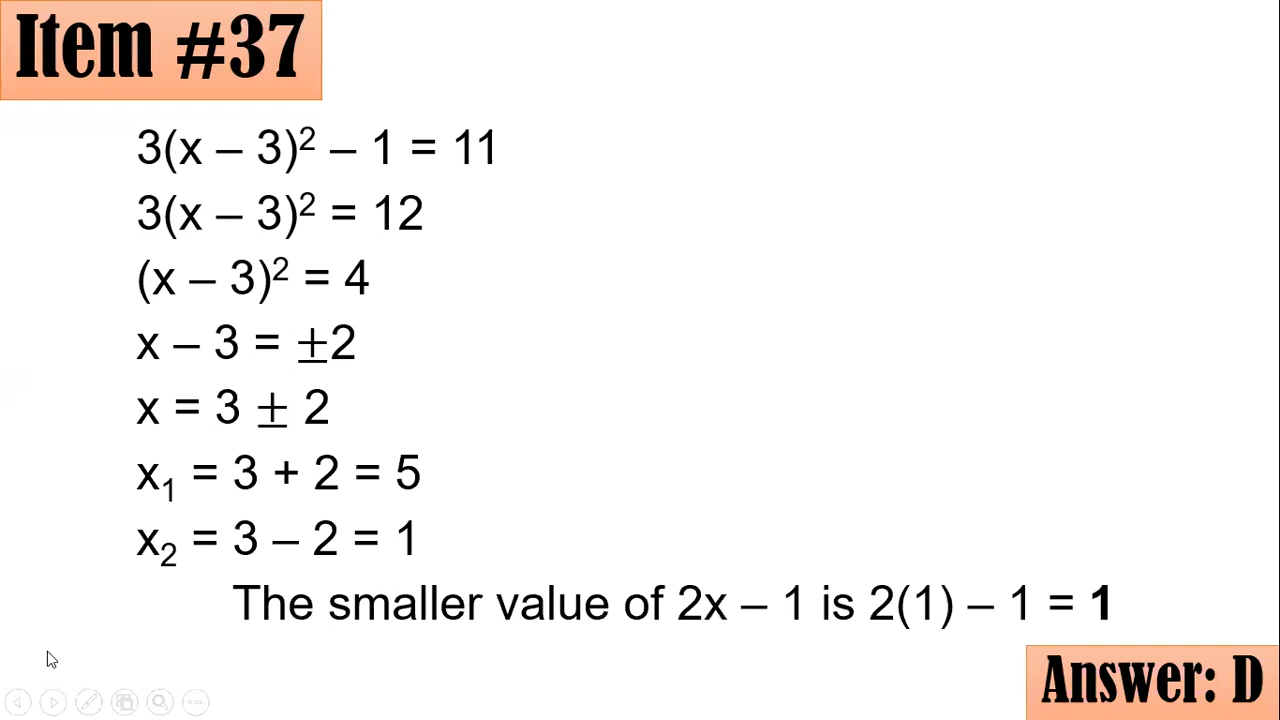 Item #37
3(x – 3)² – 1 = 11
3(x – 3)² = 12
(x – 3)² = 4
x – 3 = ±2
x = 3 ± 2
x₁ = 3 + 2 = 5
x₂ = 3 – 2 = 1
The smaller value of 2x – 1 is 2(1) – 1 = 1
Answer: D